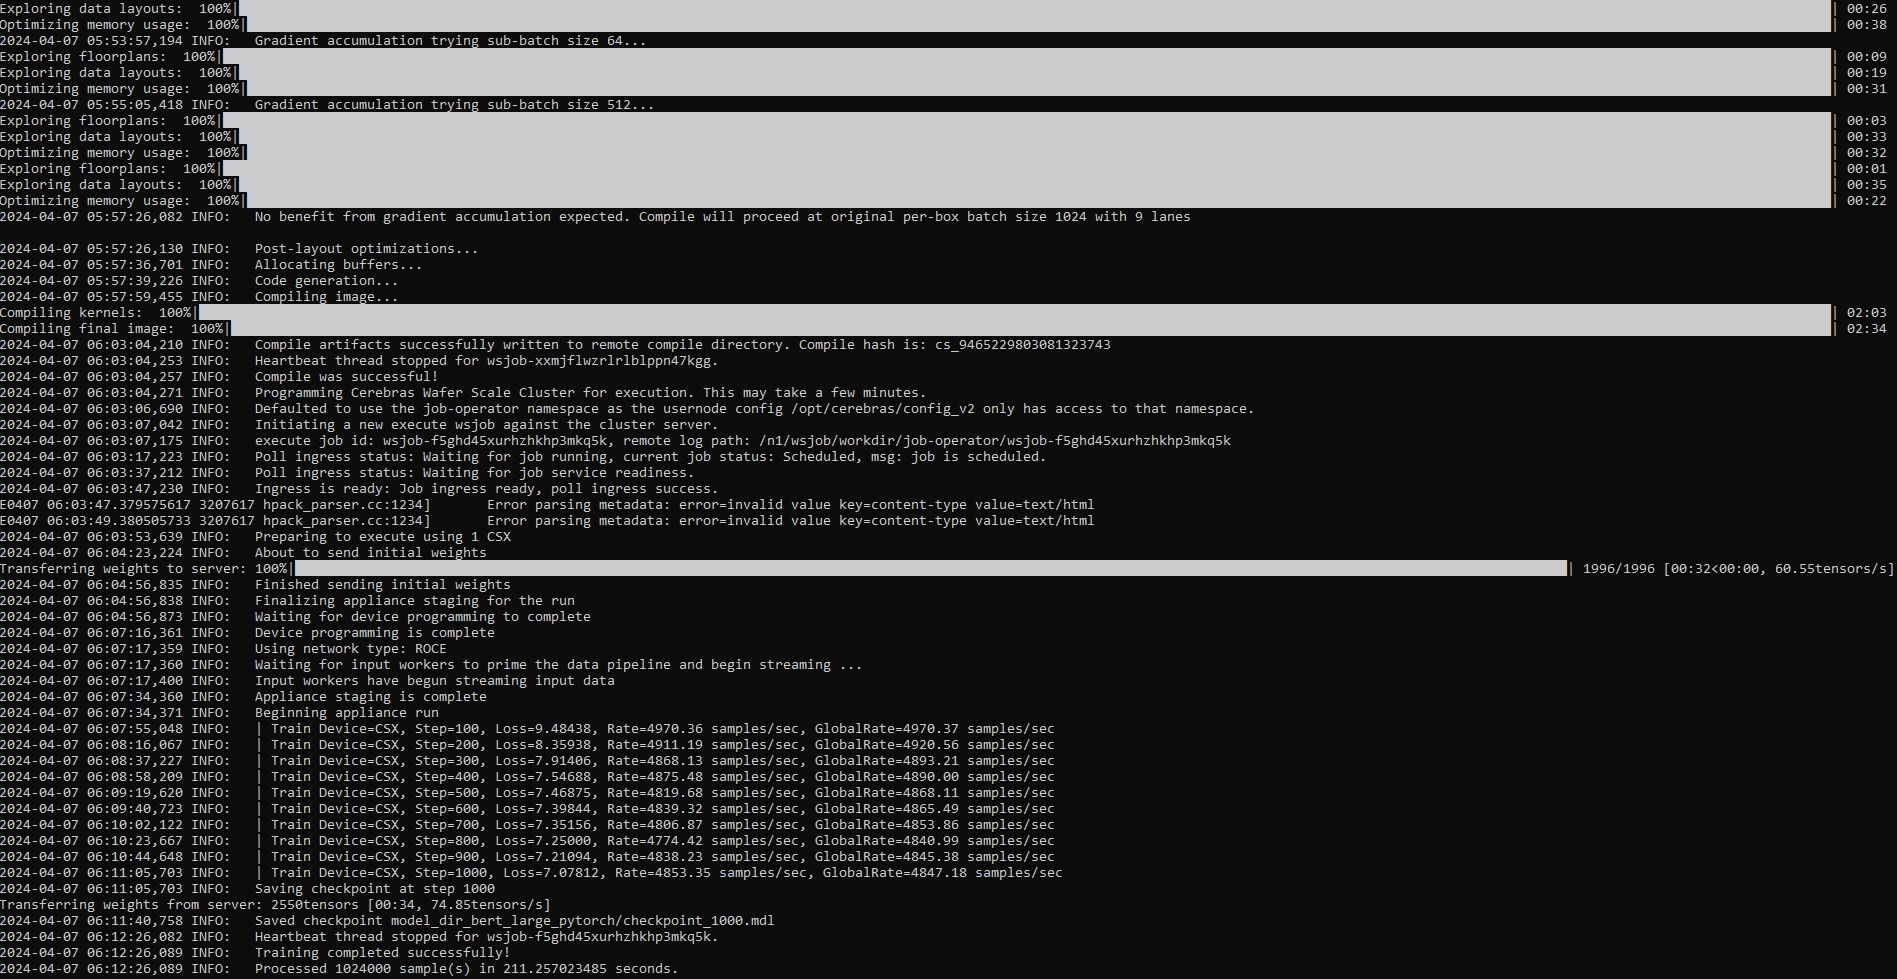 Exploring data layouts:  100%| | 00:26
Optimizing memory usage:  100%| | 00:38
2024-04-07 05:53:57,194 INFO:   Gradient accumulation trying sub-batch size 64...
Exploring floorplans:  100%| | 00:09
Exploring data layouts:  100%| | 00:19
Optimizing memory usage:  100%| | 00:31
2024-04-07 05:55:05,418 INFO:   Gradient accumulation trying sub-batch size 512...
Exploring floorplans:  100%| | 00:03
Exploring data layouts:  100%| | 00:33
Optimizing memory usage:  100%| | 00:32
Exploring floorplans:  100%| | 00:01
Exploring data layouts:  100%| | 00:35
Optimizing memory usage:  100%| | 00:22
2024-04-07 05:57:26,082 INFO:   No benefit from gradient accumulation expected. Compile will proceed at original per-box batch size 1024 with 9 lanes
2024-04-07 05:57:26,130 INFO:   Post-layout optimizations...
2024-04-07 05:57:36,701 INFO:   Allocating buffers...
2024-04-07 05:57:39,226 INFO:   Code generation...
2024-04-07 05:57:59,455 INFO:   Compiling image...
Compiling kernels:  100%| | 02:03
Compiling final image:  100%| | 02:34
2024-04-07 06:03:04,210 INFO:   Compile artifacts successfully written to remote compile directory. Compile hash is: cs_9465229803081323743
2024-04-07 06:03:04,253 INFO:   Heartbeat thread stopped for wsjob-xxmjflwzrlrlblppn47kgg.
2024-04-07 06:03:04,257 INFO:   Compile was successful!
2024-04-07 06:03:04,271 INFO:   Programming Cerebras Wafer Scale Cluster for execution. This may take a few minutes.
2024-04-07 06:03:06,690 INFO:   Defaulted to use the job-operator namespace as the usernode config /opt/cerebras/config_v2 only has access to that namespace.
2024-04-07 06:03:07,042 INFO:   Initiating a new execute wsjob against the cluster server.
2024-04-07 06:03:07,175 INFO:   execute job id: wsjob-f5ghd45xurhzhkhp3mkq5k, remote log path: /n1/wsjob/workdir/job-operator/wsjob-f5ghd45xurhzhkhp3mkq5k
2024-04-07 06:03:17,223 INFO:   Poll ingress status: Waiting for job running, current job status: Scheduled, msg: job is scheduled.
2024-04-07 06:03:37,212 INFO:   Poll ingress status: Waiting for job service readiness.
2024-04-07 06:03:47,230 INFO:   Ingress is ready: Job ingress ready, poll ingress success.
E0407 06:03:47.379575617 3207617 hpack_parser.cc:1234]       Error parsing metadata: error=invalid value key=content-type value=text/html
E0407 06:03:49.380505733 3207617 hpack_parser.cc:1234]       Error parsing metadata: error=invalid value key=content-type value=text/html
2024-04-07 06:03:53,639 INFO:   Preparing to execute using 1 CSX
2024-04-07 06:04:23,224 INFO:   About to send initial weights
Transferring weights to server: 100%| | 1996/1996 [00:32<00:00, 60.55tensors/s]
2024-04-07 06:04:56,835 INFO:   Finished sending initial weights
2024-04-07 06:04:56,838 INFO:   Finalizing appliance staging for the run
2024-04-07 06:04:56,873 INFO:   Waiting for device programming to complete
2024-04-07 06:07:16,361 INFO:   Device programming is complete
2024-04-07 06:07:17,359 INFO:   Using network type: ROCE
2024-04-07 06:07:17,360 INFO:   Waiting for input workers to prime the data pipeline and begin streaming ...
2024-04-07 06:07:17,400 INFO:   Input workers have begun streaming input data
2024-04-07 06:07:34,360 INFO:   Appliance staging is complete
2024-04-07 06:07:34,371 INFO:   Beginning appliance run
2024-04-07 06:07:55,048 INFO:   | Train Device=CSX, Step=100, Loss=9.48438, Rate=4970.36 samples/sec, GlobalRate=4970.37 samples/sec
2024-04-07 06:08:16,067 INFO:   | Train Device=CSX, Step=200, Loss=8.35938, Rate=4911.19 samples/sec, GlobalRate=4920.56 samples/sec
2024-04-07 06:08:37,227 INFO:   | Train Device=CSX, Step=300, Loss=7.91406, Rate=4868.13 samples/sec, GlobalRate=4893.21 samples/sec
2024-04-07 06:08:58,209 INFO:   | Train Device=CSX, Step=400, Loss=7.54688, Rate=4875.48 samples/sec, GlobalRate=4890.00 samples/sec
2024-04-07 06:09:19,620 INFO:   | Train Device=CSX, Step=500, Loss=7.46875, Rate=4819.68 samples/sec, GlobalRate=4868.11 samples/sec
2024-04-07 06:09:40,723 INFO:   | Train Device=CSX, Step=600, Loss=7.39844, Rate=4839.32 samples/sec, GlobalRate=4865.49 samples/sec
2024-04-07 06:10:02,122 INFO:   | Train Device=CSX, Step=700, Loss=7.35156, Rate=4806.87 samples/sec, GlobalRate=4853.86 samples/sec
2024-04-07 06:10:23,667 INFO:   | Train Device=CSX, Step=800, Loss=7.25000, Rate=4774.42 samples/sec, GlobalRate=4840.99 samples/sec
2024-04-07 06:10:44,648 INFO:   | Train Device=CSX, Step=900, Loss=7.21094, Rate=4838.23 samples/sec, GlobalRate=4845.38 samples/sec
2024-04-07 06:11:05,703 INFO:   | Train Device=CSX, Step=1000, Loss=7.07812, Rate=4853.35 samples/sec, GlobalRate=4847.18 samples/sec
2024-04-07 06:11:05,703 INFO:   Saving checkpoint at step 1000
Transferring weights from server: 2550tensors [00:34, 74.85tensors/s]
2024-04-07 06:11:40,758 INFO:   Saved checkpoint model_dir_bert_large_pytorch/checkpoint_1000.mdl
2024-04-07 06:12:26,082 INFO:   Heartbeat thread stopped for wsjob-f5ghd45xurhzhkhp3mkq5k.
2024-04-07 06:12:26,089 INFO:   Training completed successfully!
2024-04-07 06:12:26,089 INFO:   Processed 1024000 sample(s) in 211.257023485 seconds.